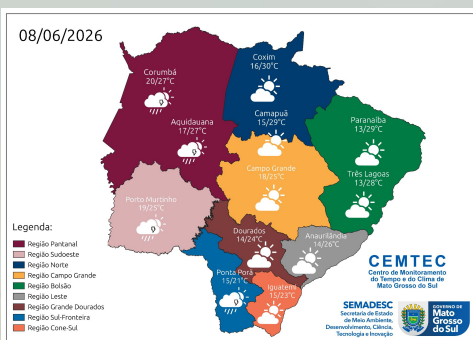 08/06/2026
Coxim
16/30°C
Corumbá
20/27°C
Camapuã
15/29°C
Aquidauana
17/27°C
Paranaíba
13/29°C
Campo Grande
18/25°C
Três Lagoas
13/28°C
Porto Murtinho
19/25°C
Dourados
14/24°C
Anaurilândia
14/26°C
Ponta Porã
15/21°C
Iguatemi
15/23°C
Legenda:
Região Pantanal
Região Sudoeste
Região Norte
Região Campo Grande
Região Bolsão
Região Leste
Região Grande Dourados
Região Sul-Fronteira
Região Cone-Sul
CEMTEC
Centro de Monitoramento
do Tempo e do Clima de
Mato Grosso do Sul
SEMADESC
Secretaria de Estado
de Meio Ambiente,
Desenvolvimento, Ciência,
Tecnologia e Inovação
GOVERNO DE
Mato
Grosso
do Sul